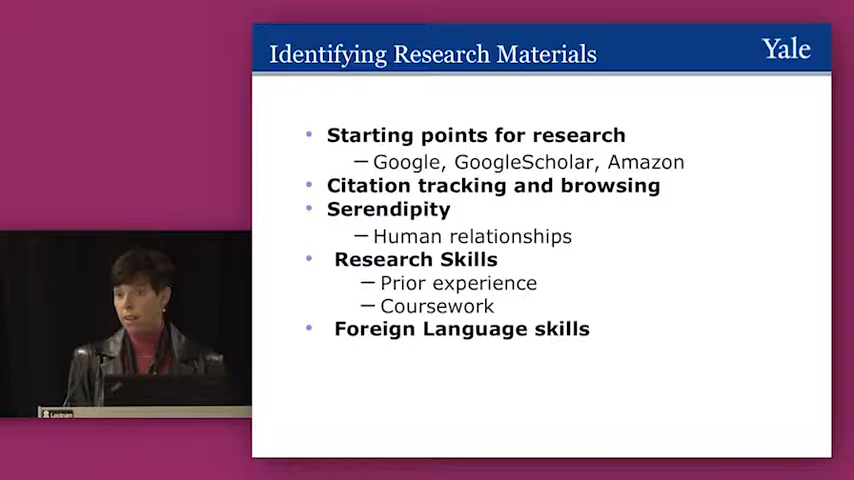 Identifying Research Materials
Yale
• Starting points for research
– Google, GoogleScholar, Amazon
• Citation tracking and browsing
• Serendipity
– Human relationships
• Research Skills
– Prior experience
– Coursework
• Foreign Language skills